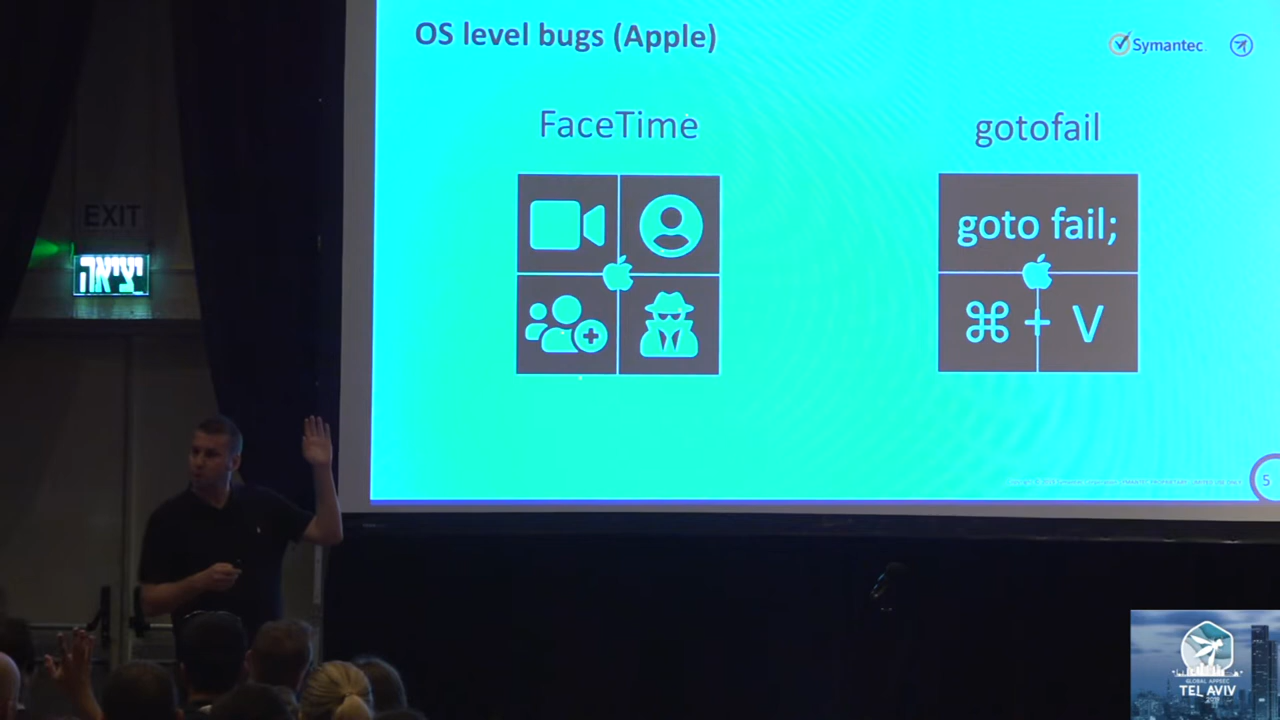 OS level bugs (Apple)
Symantec
FaceTime
gotofail
goto fail;
⌘ + V
EXIT
יציאה
5
GLOBAL APPSEC
TEL AVIV